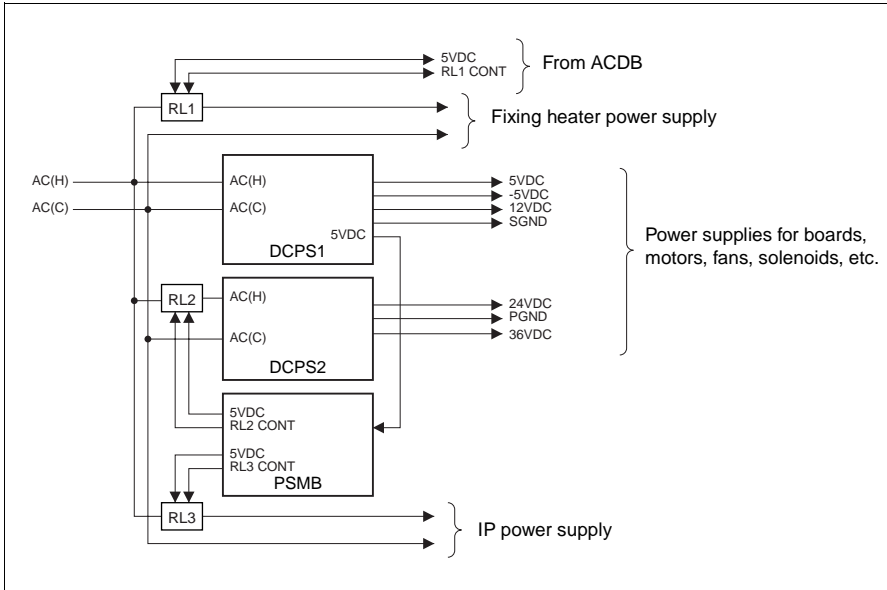 5VDC
RL1 CONT
From ACDB
RL1
Fixing heater power supply
AC(H)
AC(C)
AC(H)
AC(C)
5VDC
DCPS1
5VDC
-5VDC
12VDC
SGND
Power supplies for boards,
motors, fans, solenoids, etc.
RL2
AC(H)
AC(C)
DCPS2
24VDC
PGND
36VDC
5VDC
RL2 CONT
5VDC
RL3 CONT
PSMB
RL3
IP power supply